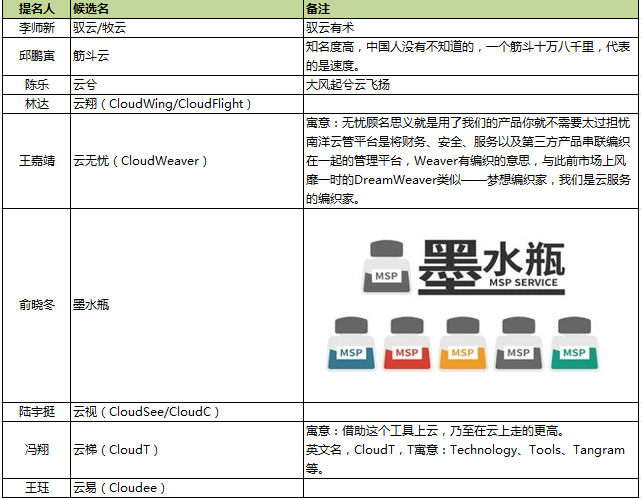 提名人 候选名 备注
李师新 驭云/牧云 驭云有术
邱鹏寅 筋斗云 知名度高，中国人没有不知道的，一个筋斗十万八千里，代表
的是速度。
陈乐 云兮 大风起兮云飞扬
林达 云翔（CloudWing/CloudFlight）
王嘉靖 云无忧（CloudWeaver） 寓意：无忧顾名思义就是用了我们的产品你就不需要太过担忧
南洋云管平台是将财务、安全、服务以及第三方产品串联编织
在一起的管理平台，Weaver有编织的意思，与此前市场上风
靡一时的DreamWeaver类似——梦想编织家，我们是云服务
的编织家。
俞晓冬 墨水瓶
MSP 墨水瓶
MSP SERVICE
MSP MSP MSP MSP MSP
陆宇挺 云视（CloudSee/CloudC）
冯翔 云梯（CloudT） 寓意：借助这个工具上云，乃至在云上走的更高。
英文名，CloudT，T寓意：Technology、Tools、Tangram
等。
王珏 云易（Cloudee）